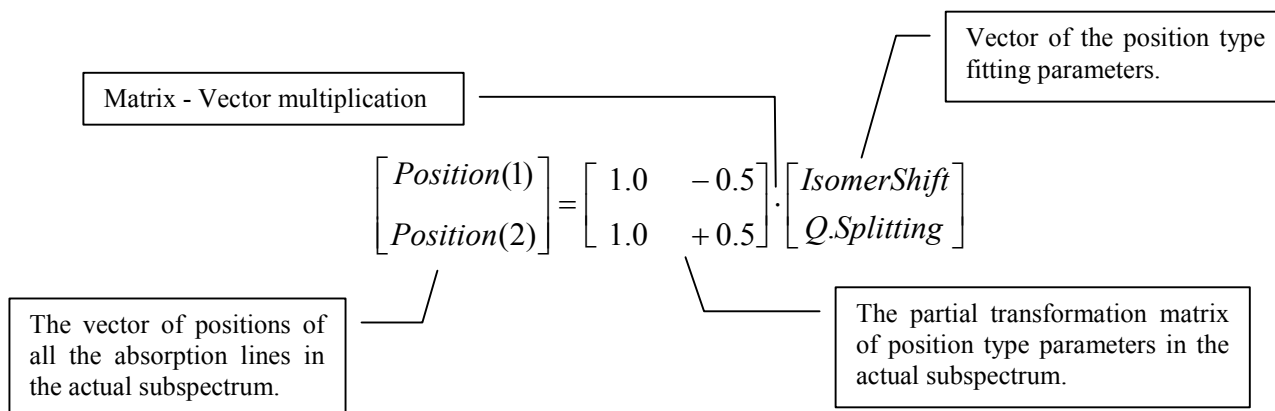 Vector of the position type
fitting parameters.
Matrix - Vector multiplication
[Position(1)] = [1.0 − 0.5] · [IsomerShift]
[Position(2)] [1.0 + 0.5] [Q.Splitting]
The vector of positions of
all the absorption lines in
the actual subspectrum.
The partial transformation matrix
of position type parameters in the
actual subspectrum.